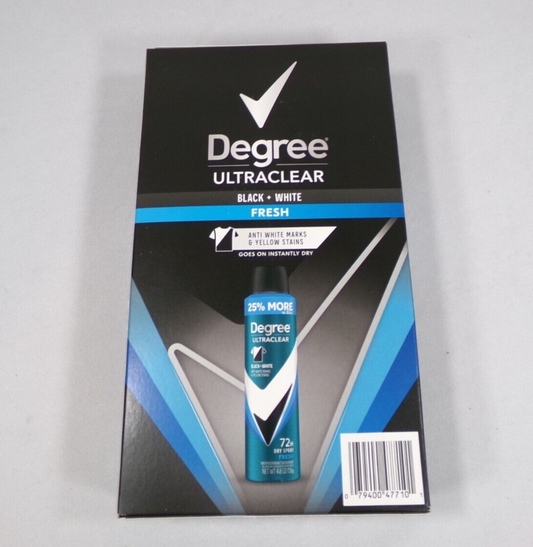 Degree®
ULTRACLEAR
BLACK + WHITE
FRESH
ANTI WHITE MARKS
& YELLOW STAINS
GOES ON INSTANTLY DRY
25% MORE
Degree
ULTRACLEAR
BLACK+WHITE
72H
DRY SPRAY
FRESH
0 79400 47710 1